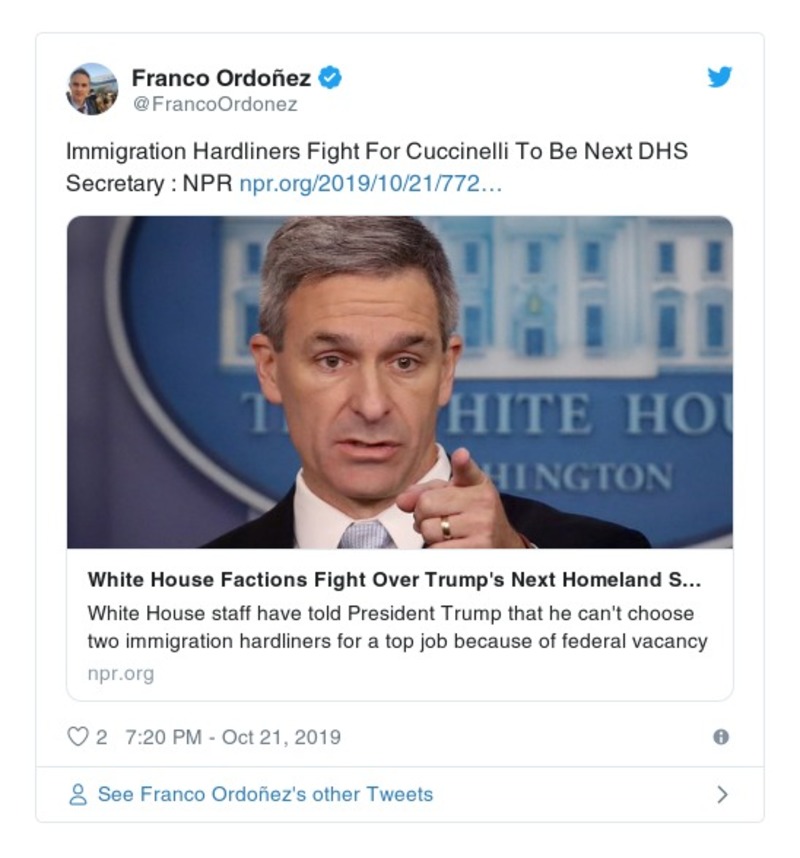 Franco Ordoñez
@FrancoOrdonez
Immigration Hardliners Fight For Cuccinelli To Be Next DHS
Secretary : NPR npr.org/2019/10/21/772…
HITE HOU
HINGTON
White House Factions Fight Over Trump's Next Homeland S...
White House staff have told President Trump that he can't choose
two immigration hardliners for a top job because of federal vacancy
npr.org
2 7:20 PM - Oct 21, 2019
See Franco Ordoñez's other Tweets